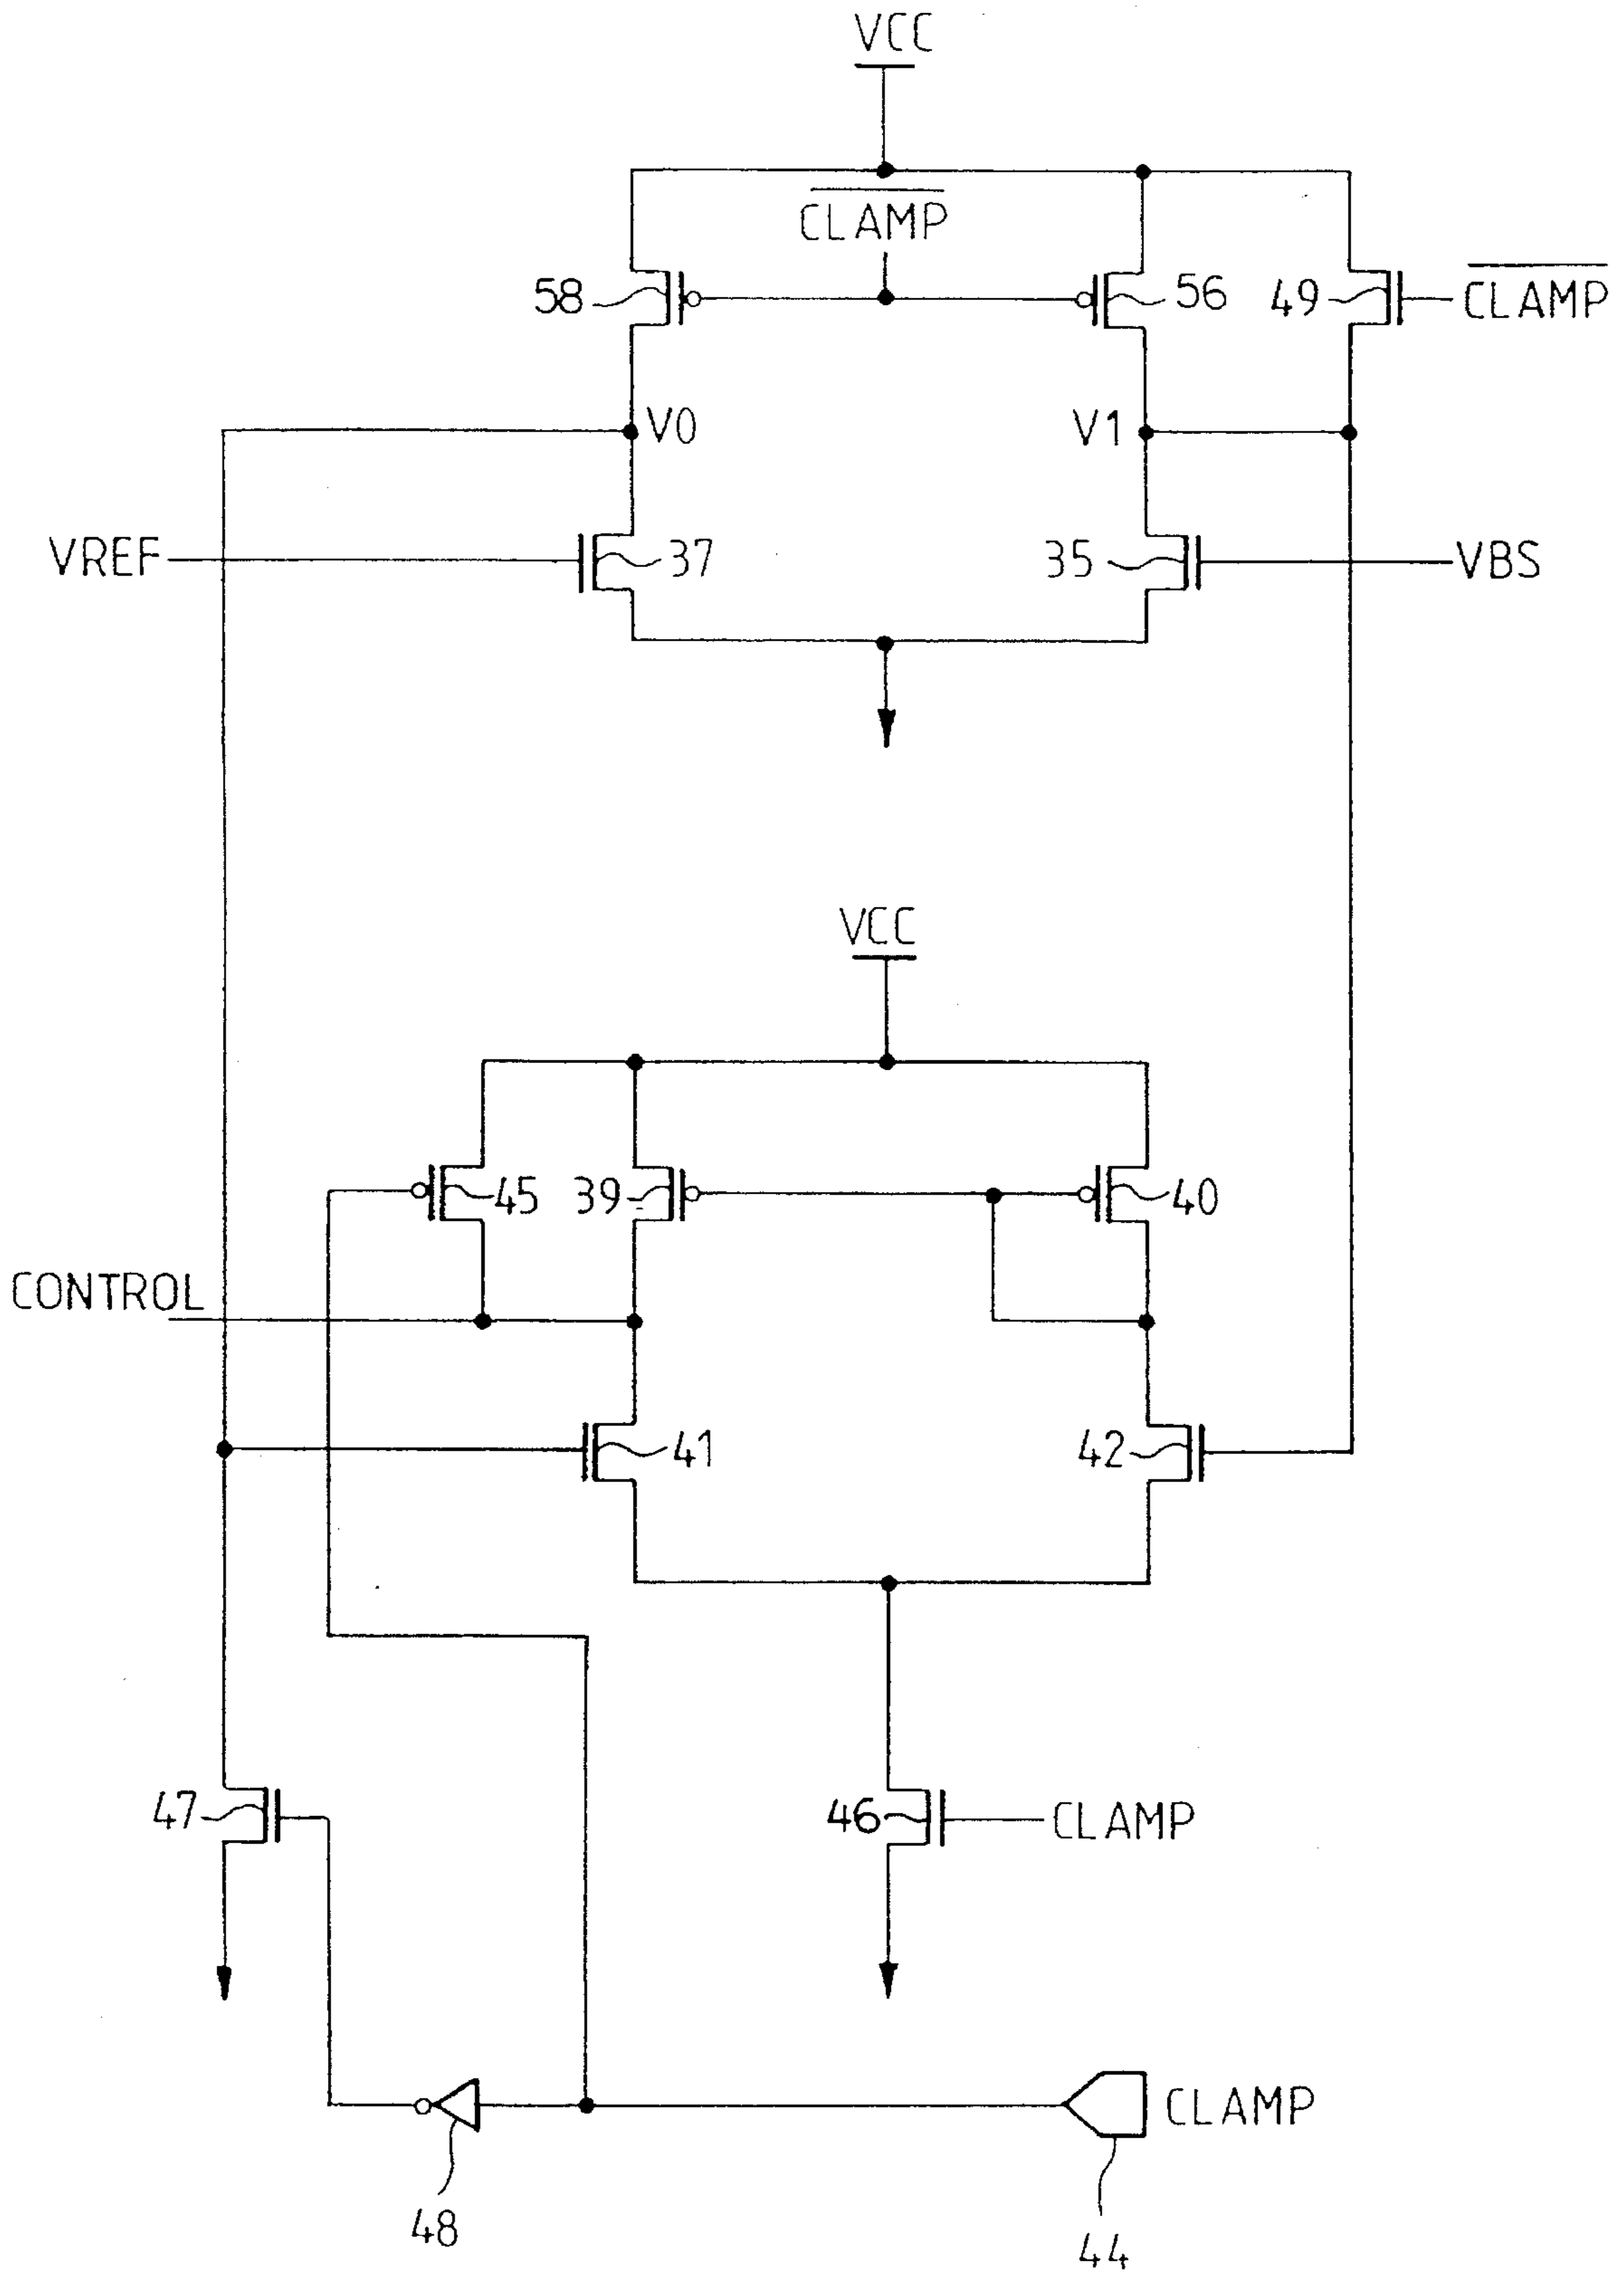 VCC
CLAMP
58
56
49
CLAMP
V0
V1
VREF
37
35
VBS
VCC
45
39
40
CONTROL
41
42
47
46
CLAMP
CLAMP
48
44